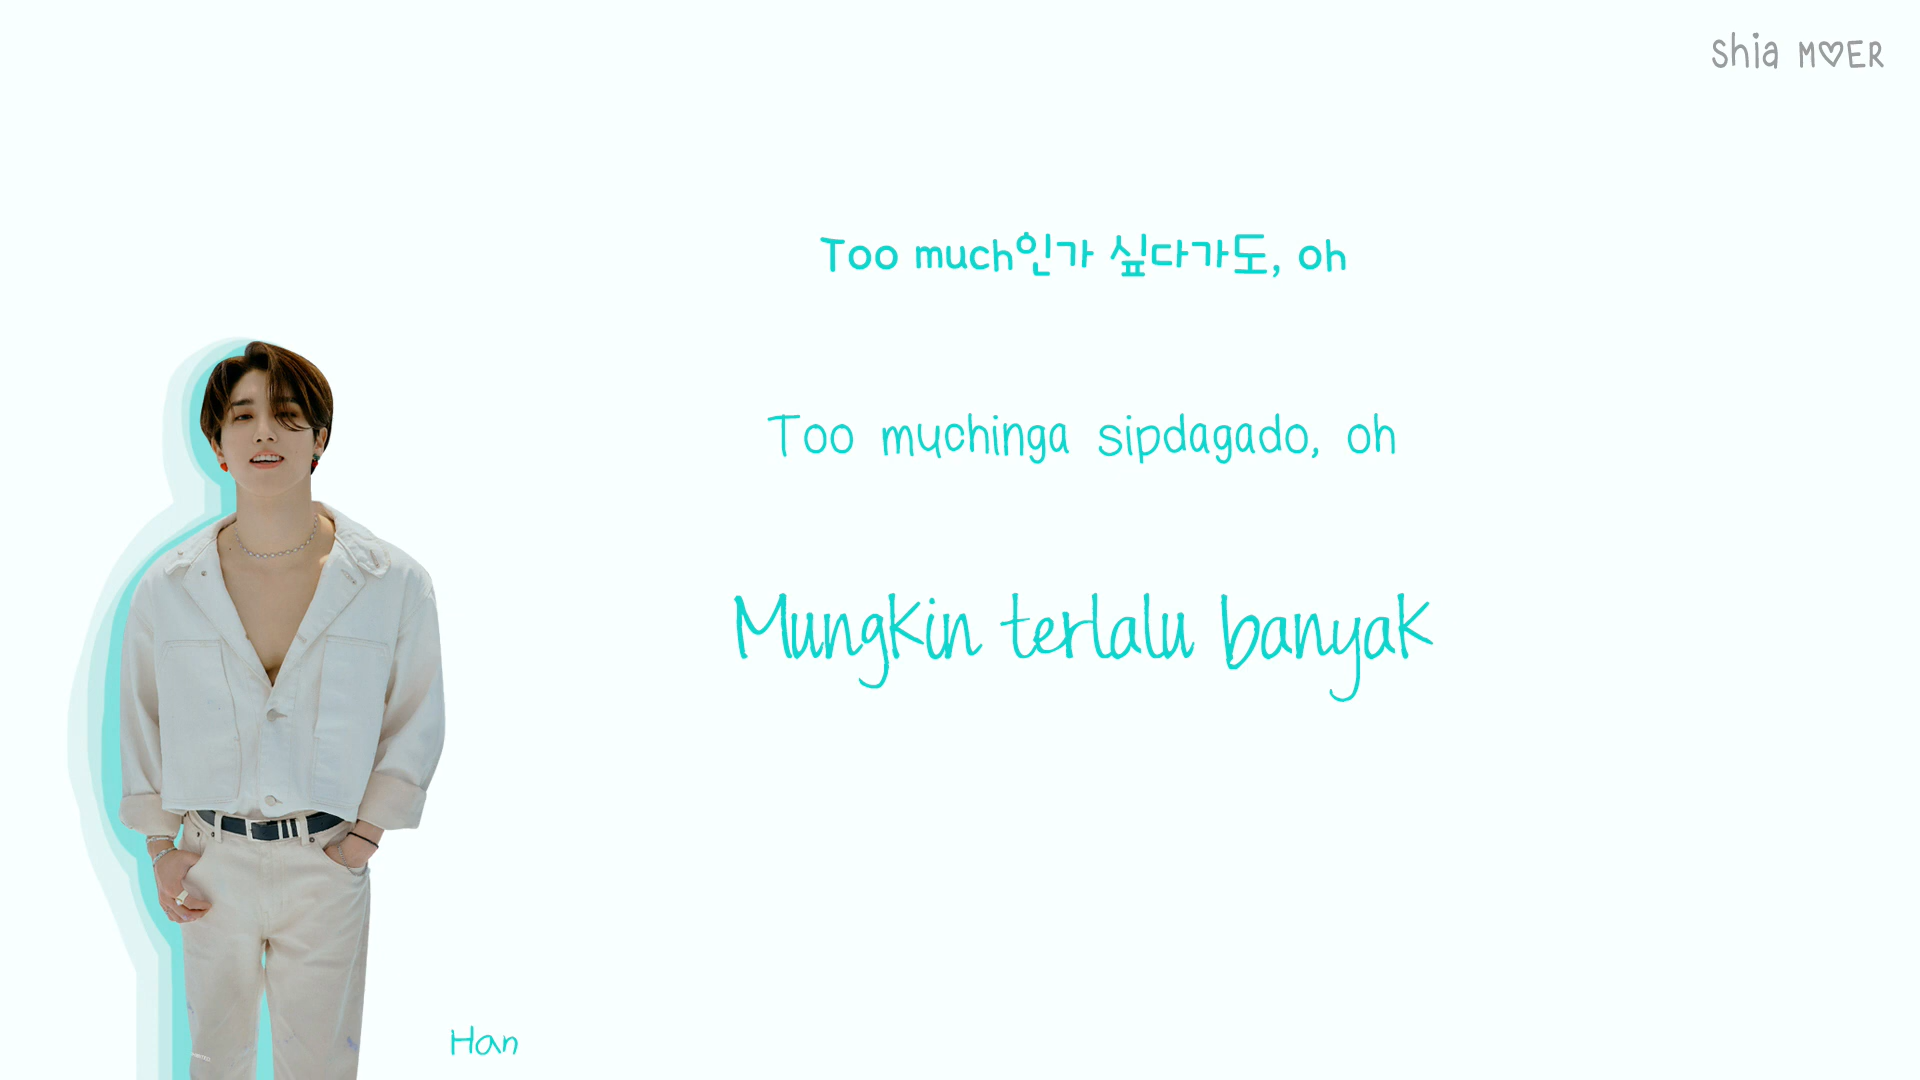 Shia M♡ER
Too much인가 싶다가도, oh
Too muchinga sipdagado, oh
Mungkin terlalu banyak
Han